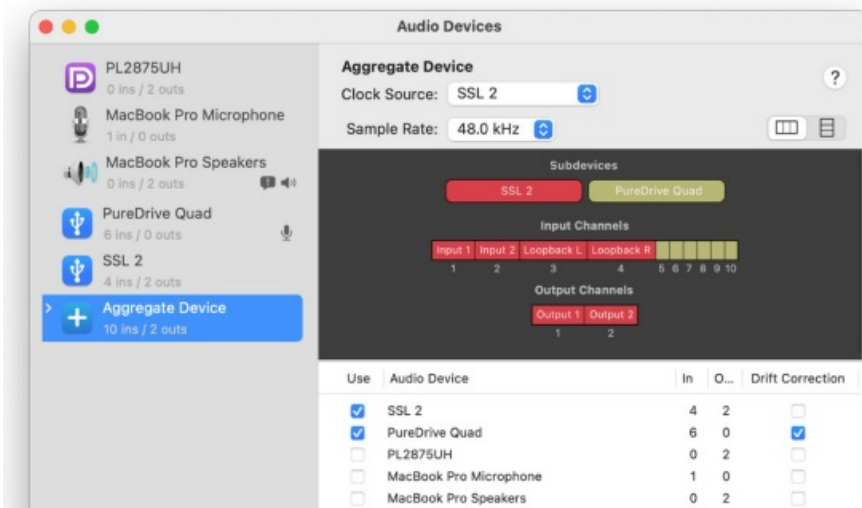 Audio Devices
PL2875UH
0 ins / 2 outs
MacBook Pro Microphone
1 in / 0 outs
MacBook Pro Speakers
0 ins / 2 outs
PureDrive Quad
6 ins / 0 outs
SSL 2
4 ins / 2 outs
Aggregate Device
10 ins / 2 outs
Aggregate Device
Clock Source: SSL 2
?
Sample Rate: 48.0 kHz
Subdevices
SSL 2 PureDrive Quad
Input Channels
Input 1 Input 2 Loopback L Loopback R
1 2 3 4 5 6 7 8 9 10
Output Channels
Output 1 Output 2
1 2
Use Audio Device In O... Drift Correction
SSL 2 4 2
PureDrive Quad 6 0
PL2875UH 0 2
MacBook Pro Microphone 1 0
MacBook Pro Speakers 0 2